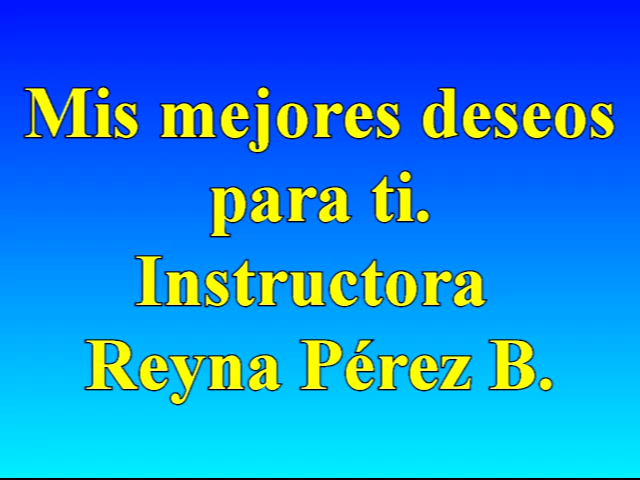 Mis mejores deseos
para ti.
Instructora
Reyna Pérez B.